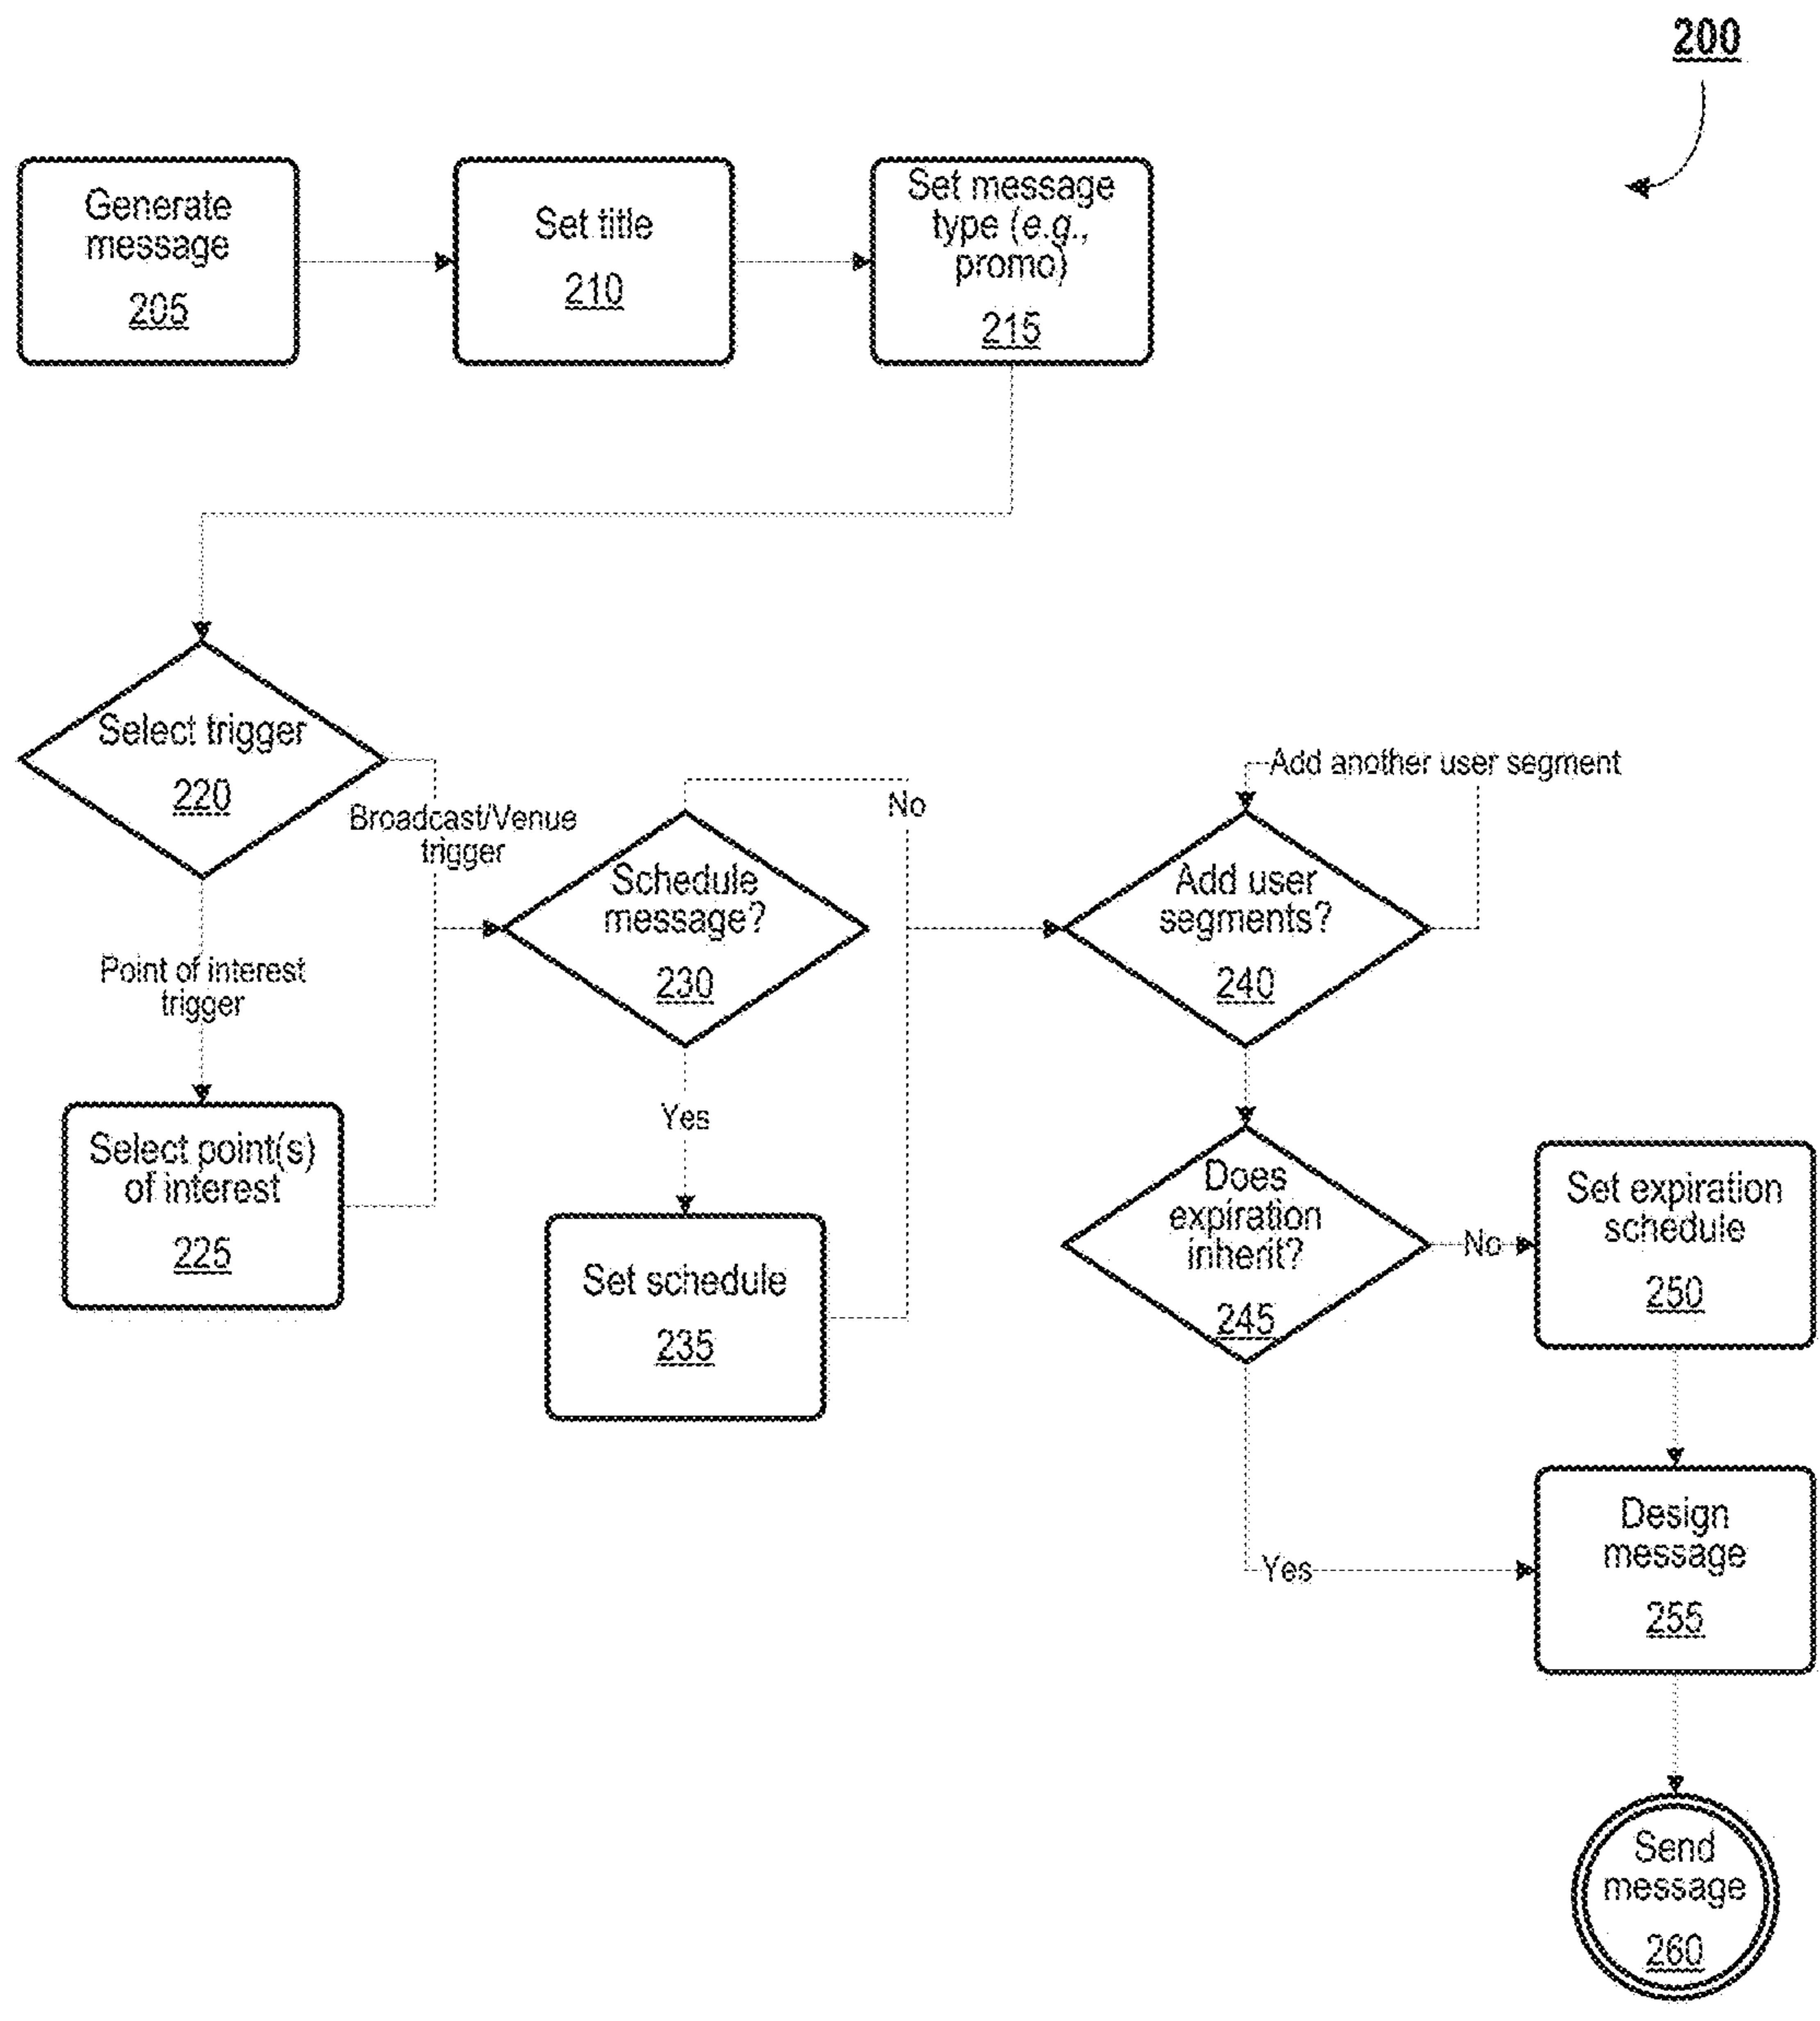 200
Generate
message
205
Set title
210
Set message
type (e.g.,
promo)
215
Select trigger
220
Broadcast/Venue
trigger
Point of interest
trigger
Select point(s)
of interest
225
Schedule
message?
230
No
Yes
Set schedule
235
Add another user segment
Add user
segments?
240
Does
expiration
inherit?
245
No
Set expiration
schedule
250
Yes
Design
message
255
Send
message
260